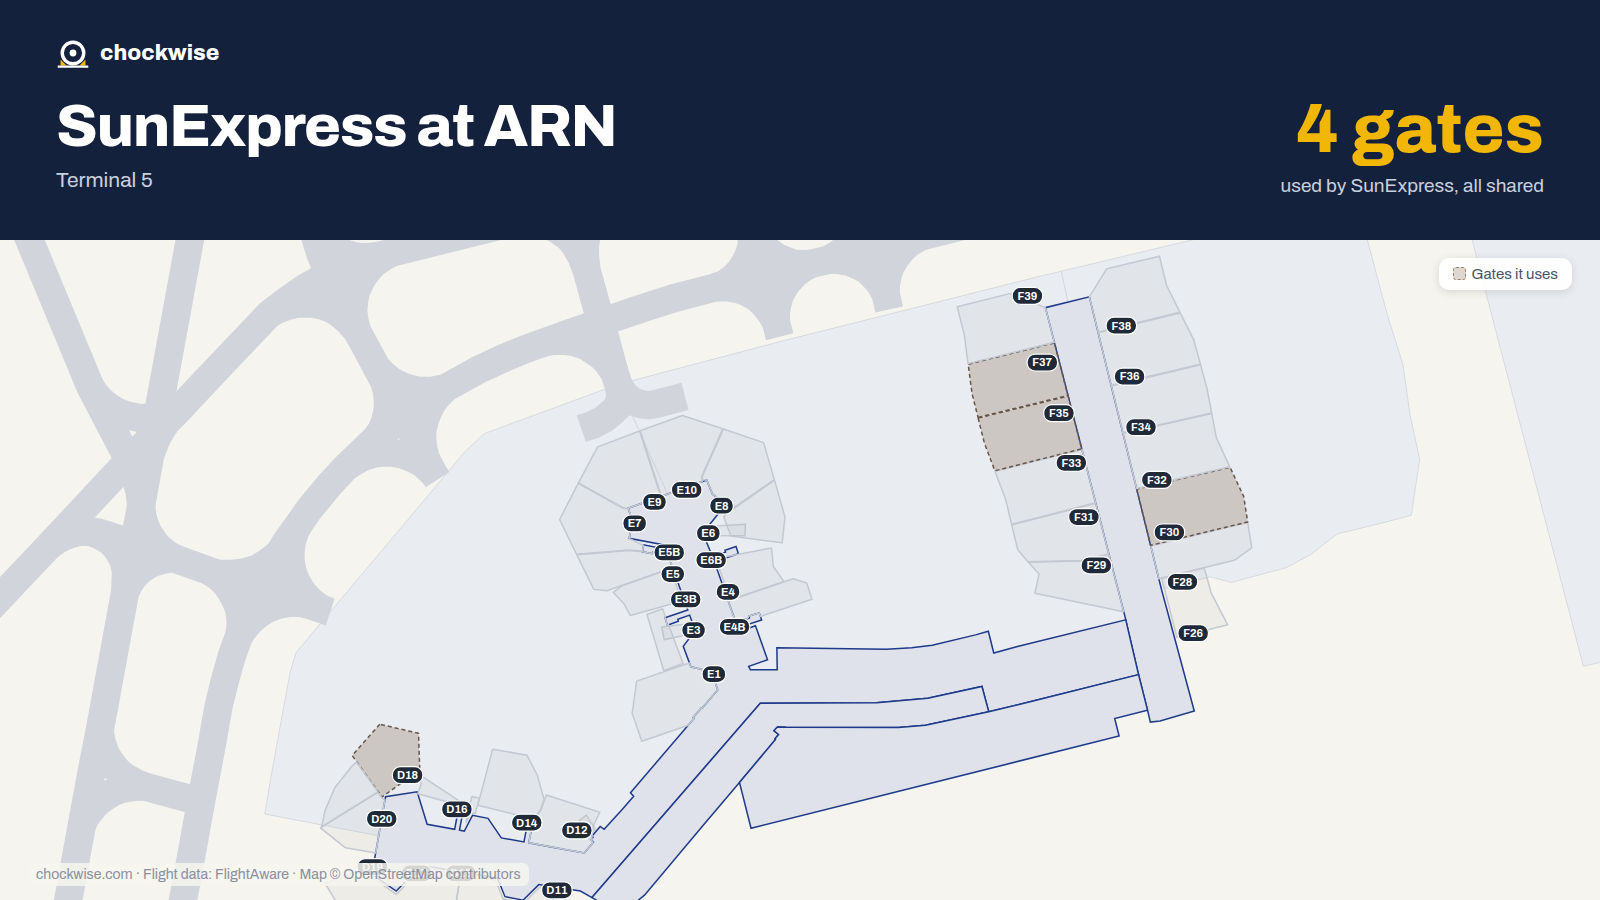 chockwise
SunExpress at ARN
Terminal 5
4 gates
used by SunExpress, all shared
Gates it uses
F39
F38
F37
F36
F35
F34
F33
F32
F31
F30
F29
F28
F26
E10
E9
E8
E7
E6
E5B
E6B
E5
E4
E3B
E4B
E3
E1
D18
D16
D20
D14
D12
D11
chockwise.com · Flight data: FlightAware · Map © OpenStreetMap contributors